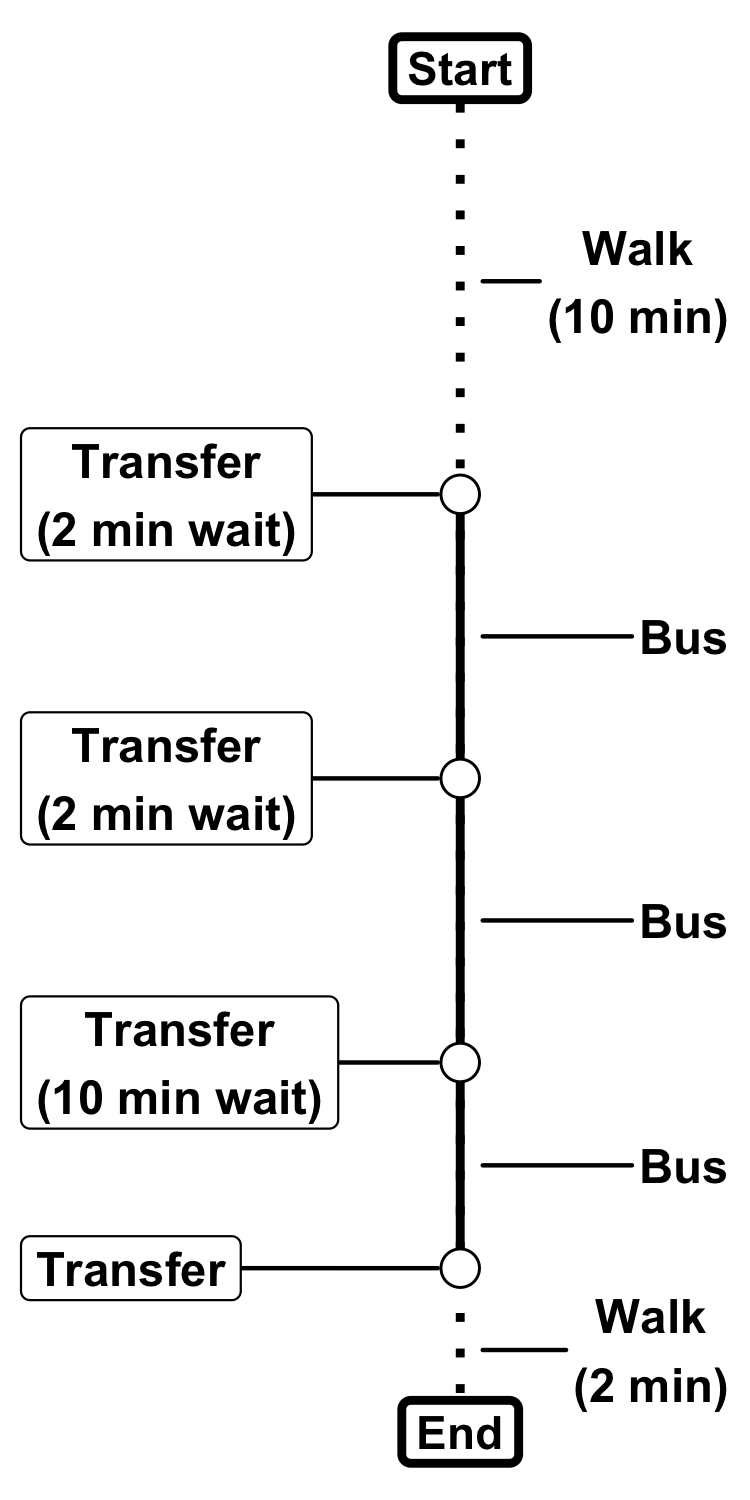 Start
Walk
(10 min)
Transfer
(2 min wait)
Bus
Transfer
(2 min wait)
Bus
Transfer
(10 min wait)
Bus
Transfer
Walk
(2 min)
End